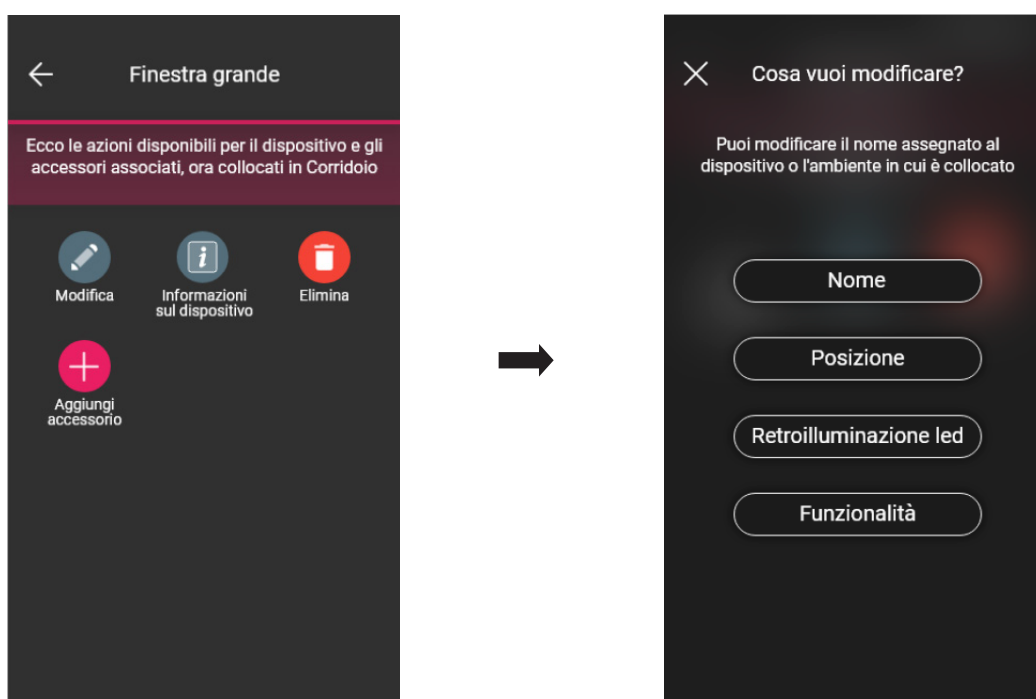 Finestra grande
Ecco le azioni disponibili per il dispositivo e gli
accessori associati, ora collocati in Corridoio
Modifica
Informazioni
sul dispositivo
Elimina
Aggiungi
accessorio
Cosa vuoi modificare?
Puoi modificare il nome assegnato al
dispositivo o l'ambiente in cui è collocato
Nome
Posizione
Retroilluminazione led
Funzionalità